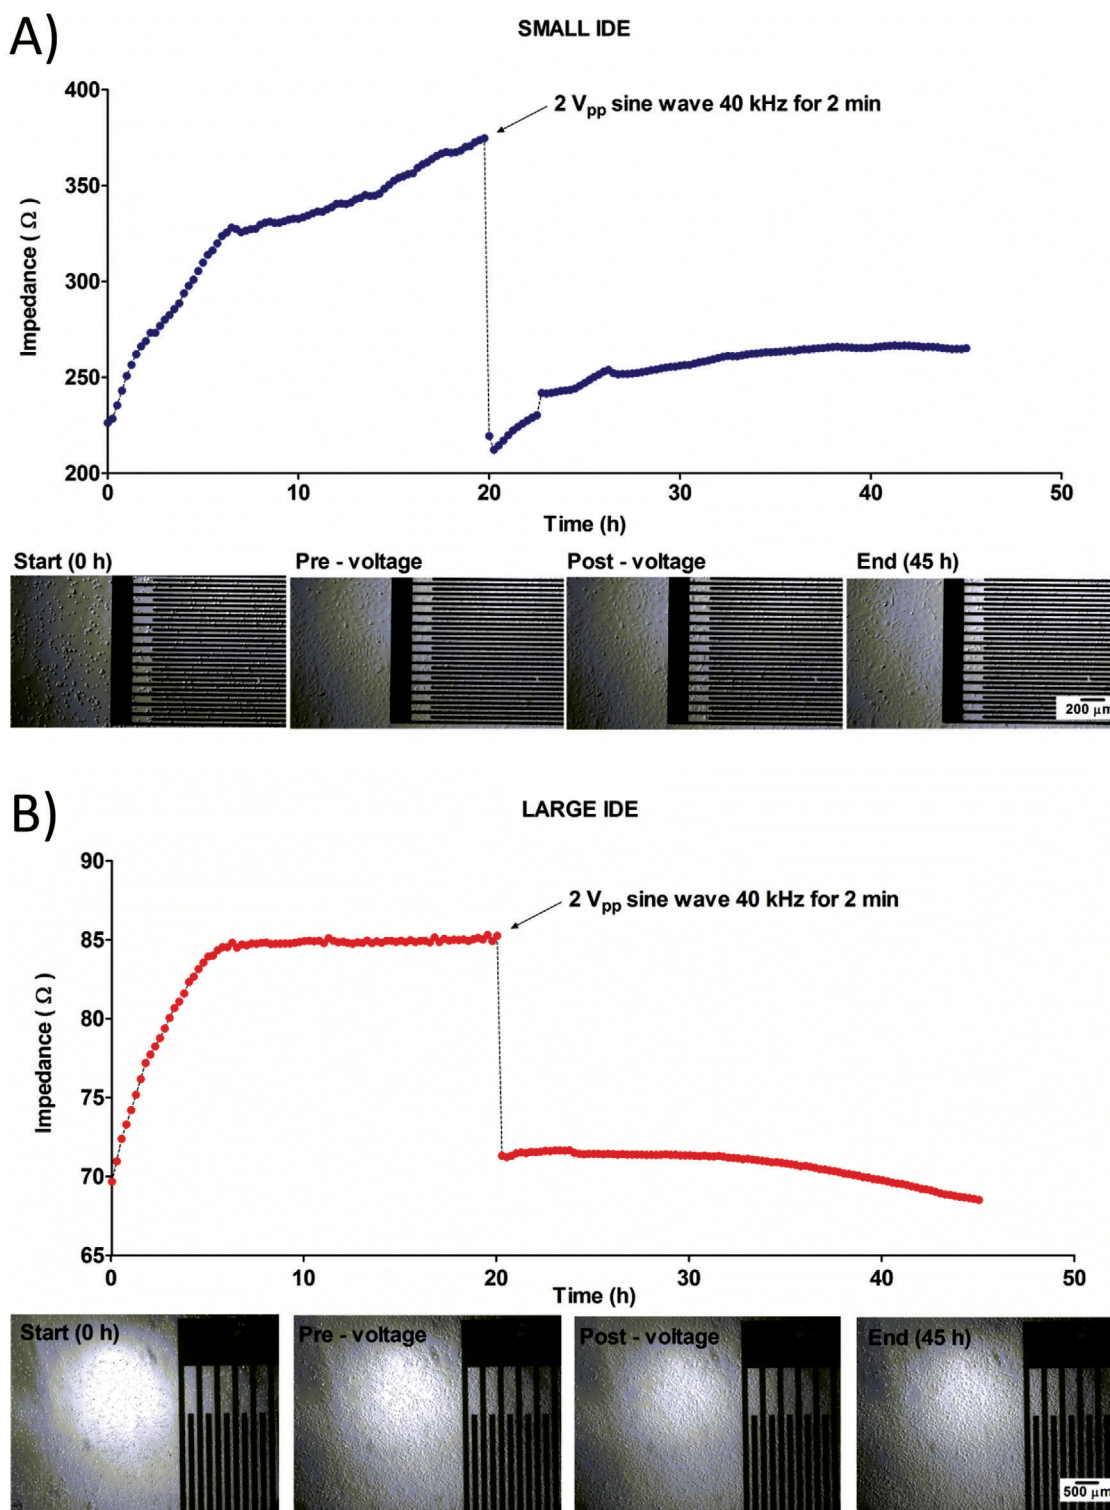 A)
SMALL IDE
400
2 Vpp sine wave 40 kHz for 2 min
350
300
250
200
Impedance ( Ω )
0 10 20 30 40 50
Time (h)
Start (0 h) Pre - voltage Post - voltage End (45 h)
200 µm
B)
LARGE IDE
90
2 Vpp sine wave 40 kHz for 2 min
85
80
75
70
65
Impedance ( Ω )
0 10 20 30 40 50
Time (h)
Start (0 h) Pre - voltage Post - voltage End (45 h)
500 µm